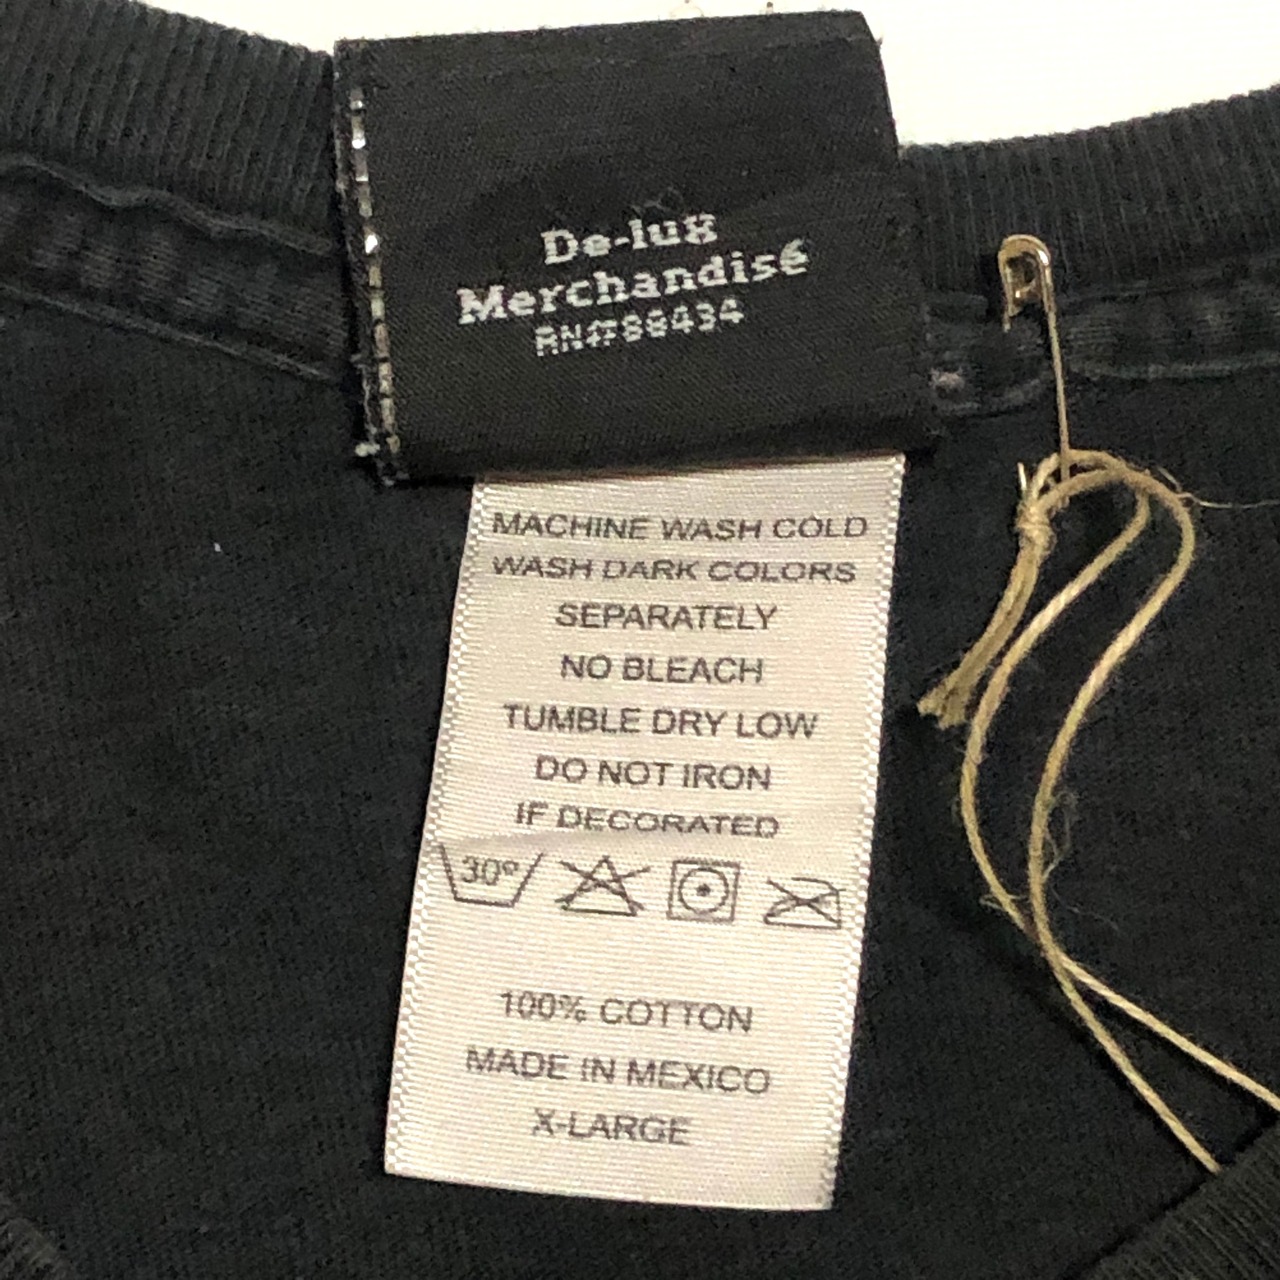 De-lux
Merchandisé
RN#88434
MACHINE WASH COLD
WASH DARK COLORS
SEPARATELY
NO BLEACH
TUMBLE DRY LOW
DO NOT IRON
IF DECORATED
30°
100% COTTON
MADE IN MEXICO
X-LARGE